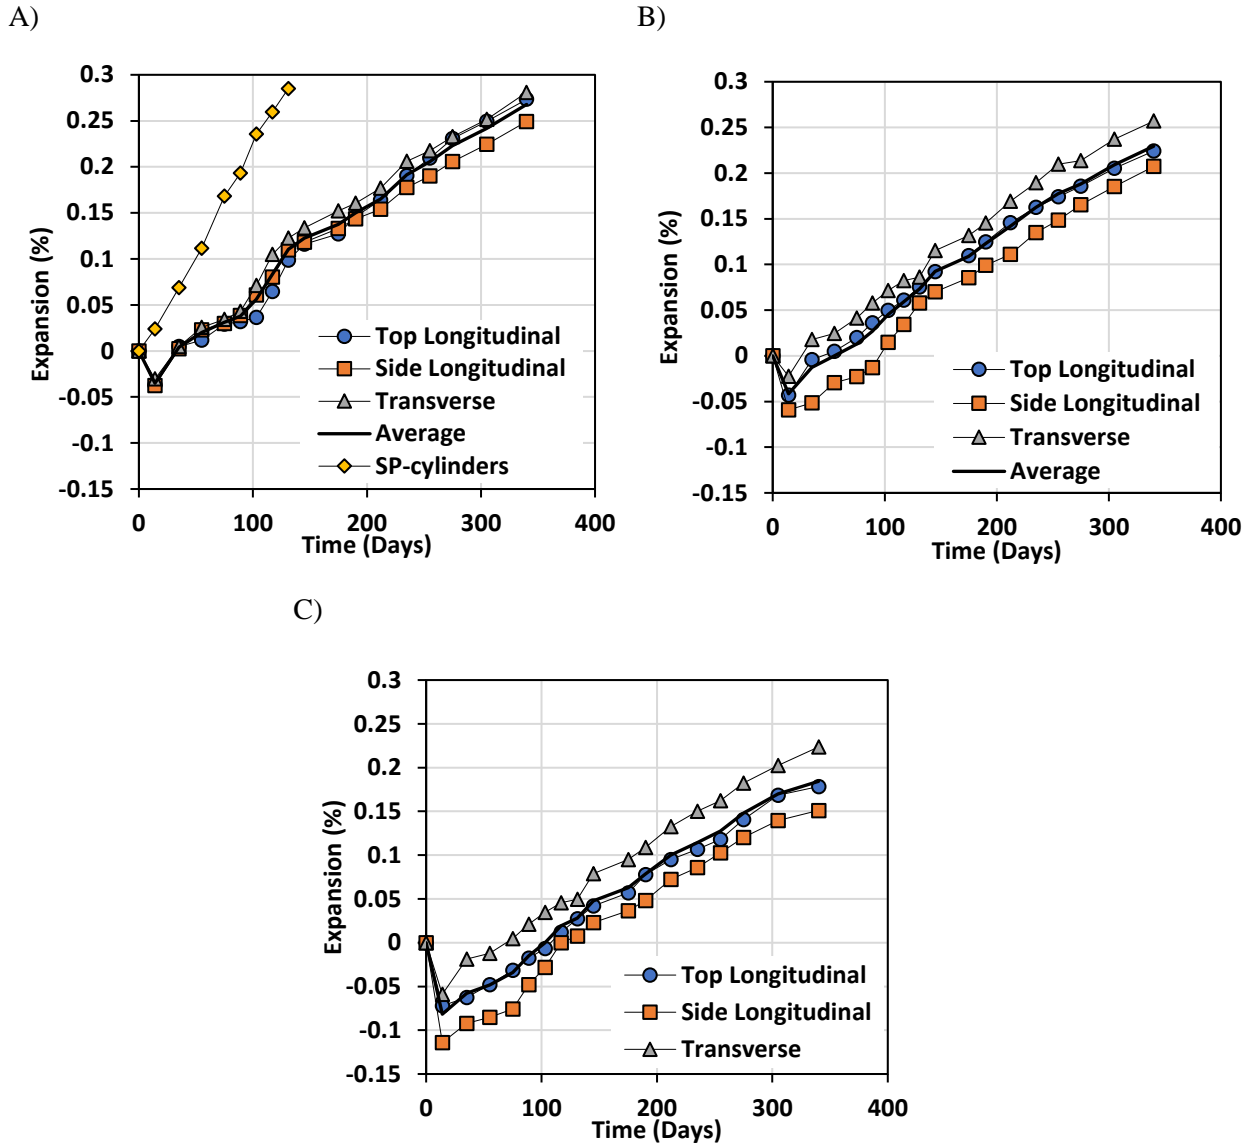 A)
B)
0.3
0.25
0.2
0.15
0.1
0.05
0
-0.05
-0.1
-0.15
Expansion (%)
0 100 200 300 400
Time (Days)
Top Longitudinal
Side Longitudinal
Transverse
Average
SP-cylinders
0.3
0.25
0.2
0.15
0.1
0.05
0
-0.05
-0.1
-0.15
Expansion (%)
0 100 200 300 400
Time (Days)
Top Longitudinal
Side Longitudinal
Transverse
Average
C)
0.3
0.25
0.2
0.15
0.1
0.05
0
-0.05
-0.1
-0.15
Expansion (%)
0 100 200 300 400
Time (Days)
Top Longitudinal
Side Longitudinal
Transverse